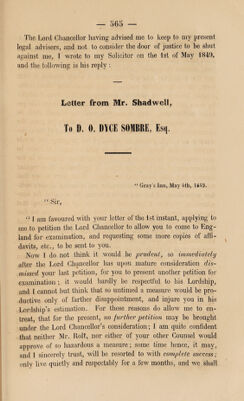 — 565 —
The Lord Chancellor having advised me to keep to my present
legal advisers, and not to consider the door of justice to be shut
against me, I wrote to my Solicitor on the 1st of May 1849,
and the following is his reply :
Letter from Mr. Shadwell,
To D. O. DYCE SOMBRE, Esq.
"Gray's Inn, May 4th, 1849.
"Sir,
"I am favoured with your letter of the 1st instant, applying to
me to petition the Lord Chancellor to allow you to come to Eng-
land for examination, and requesting some more copies of affi-
davits, etc., to be sent to you.
Now I do not think it would be prudent, so immediately
after the Lord Chancellor has upon mature consideration dis-
missed your last petition, for you to present another petition for
examination ; it would hardly be respectful to his Lordship,
and I cannot but think that so untimed a measure would be pro-
ductive only of farther disappointment, and injure you in his
Lordship's estimation. For these reasons do allow me to en-
treat, that for the present, no further petition may be brought
under the Lord Chancellor's consideration; I am quite confident
that neither Mr. Rolt, nor either of your other Counsel would
approve of so hazardous a measure; some time hence, it may,
and I sincerely trust, will be resorted to with complete success;
only live quietly and respectably for a few months, and we shall